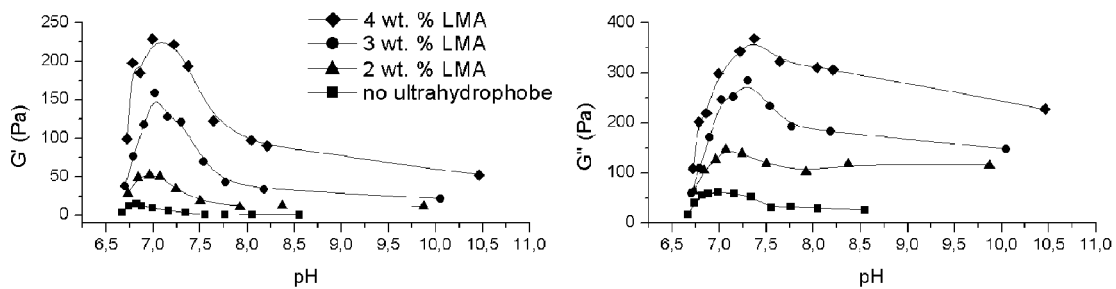 250
200
150
100
50
0
G' (Pa)
4 wt. % LMA
3 wt. % LMA
2 wt. % LMA
no ultrahydrophobe
6,5 7,0 7,5 8,0 8,5 9,0 9,5 10,0 10,5 11,0
pH
400
300
200
100
0
G'' (Pa)
6,5 7,0 7,5 8,0 8,5 9,0 9,5 10,0 10,5 11,0
pH